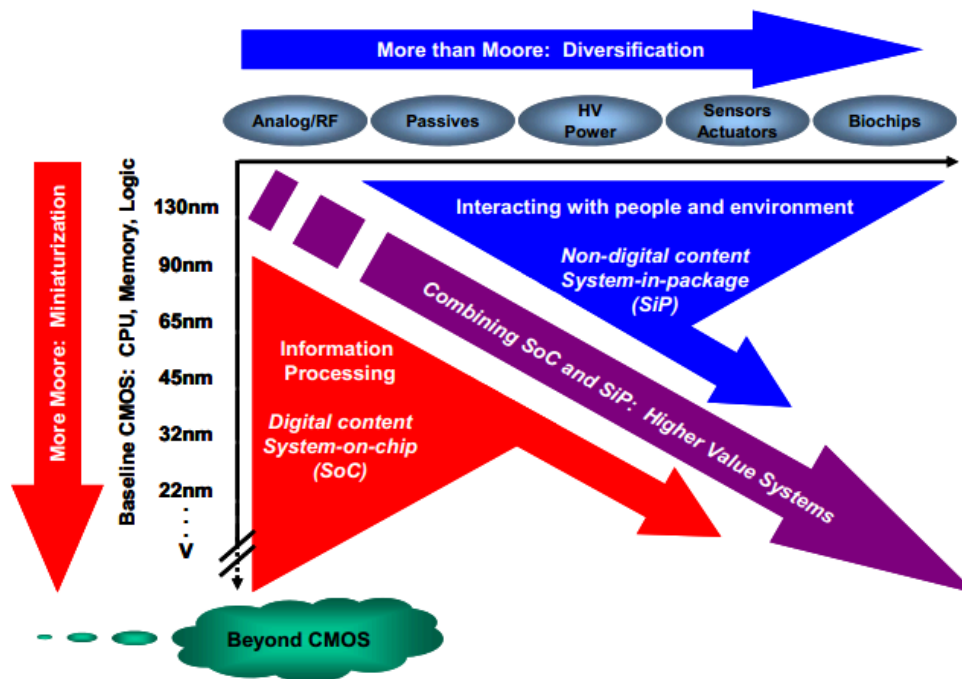 More than Moore: Diversification
Analog/RF
Passives
HV
Power
Sensors
Actuators
Biochips
More Moore: Miniaturization
Baseline CMOS: CPU, Memory, Logic
130nm
90nm
65nm
45nm
32nm
22nm
V
Interacting with people and environment
Non-digital content
System-in-package
(SiP)
Combining SoC and SiP: Higher Value Systems
Information
Processing
Digital content
System-on-chip
(SoC)
Beyond CMOS